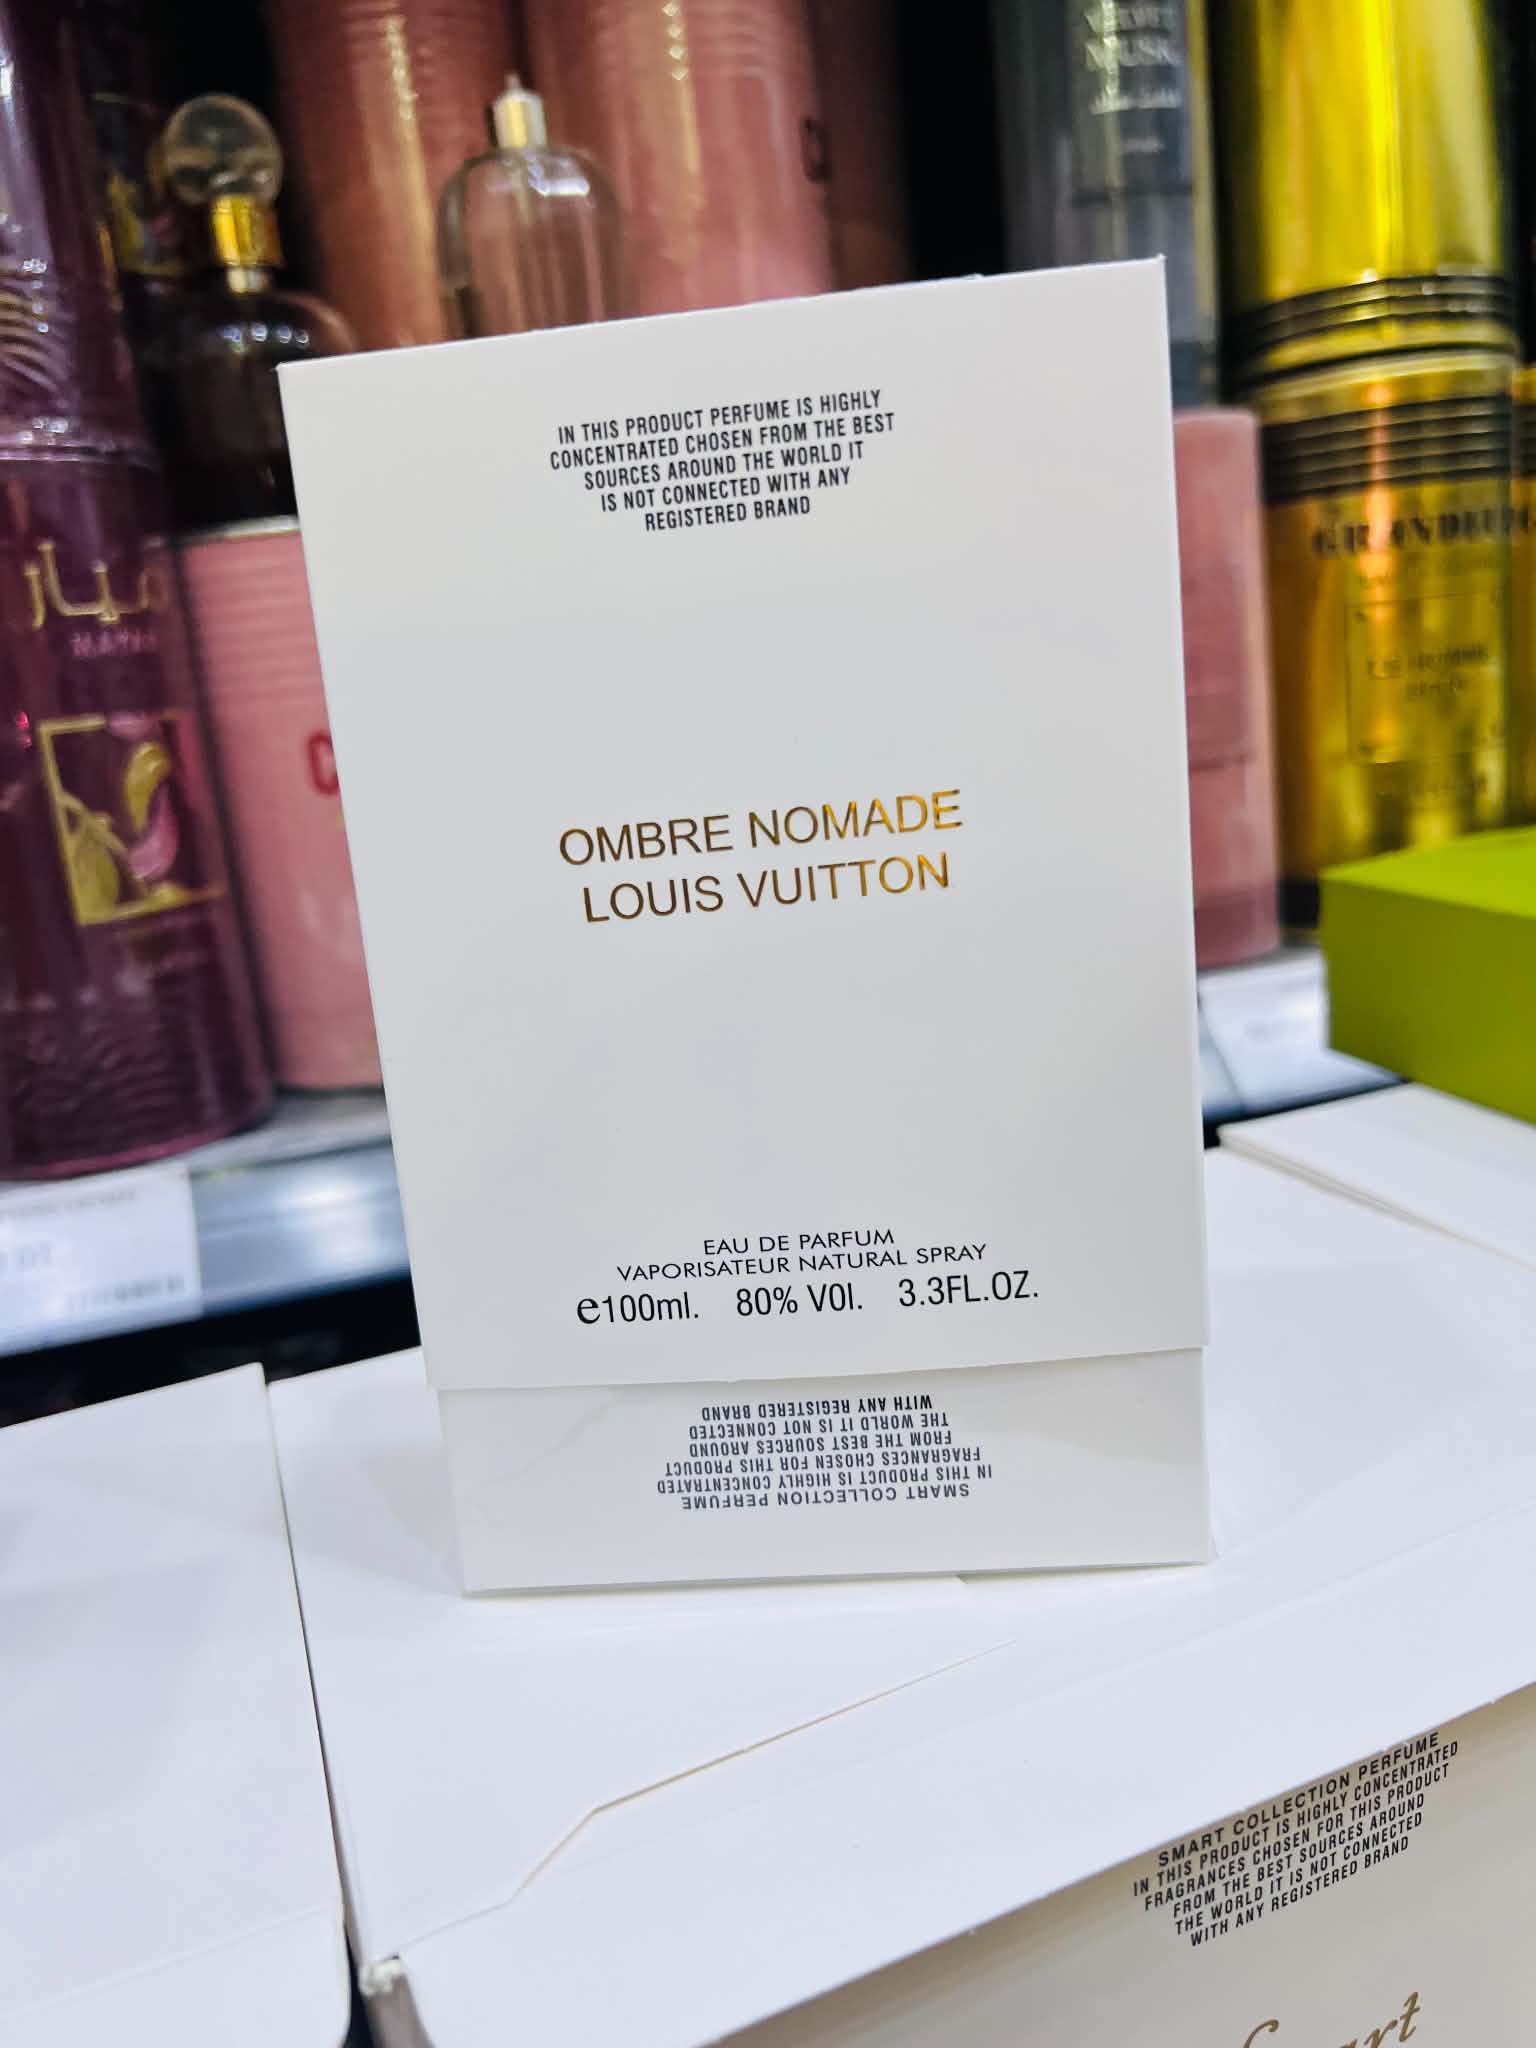 VELVET
MUSK
ميار
IN THIS PRODUCT PERFUME IS HIGHLY
CONCENTRATED CHOSEN FROM THE BEST
SOURCES AROUND THE WORLD IT
IS NOT CONNECTED WITH ANY
REGISTERED BRAND
OMBRE NOMADE
LOUIS VUITTON
EAU DE PARFUM
VAPORISATEUR NATURAL SPRAY
e100ml. 80% VOl. 3.3FL.OZ.
SMART COLLECTION PERFUME
IN THIS PRODUCT IS HIGHLY CONCENTRATED
FRAGRANCES CHOSEN FOR THIS PRODUCT
FROM THE BEST SOURCES AROUND
THE WORLD IT IS NOT CONNECTED
WITH ANY REGISTERED BRAND
SMART COLLECTION PERFUME
IN THIS PRODUCT IS HIGHLY CONCENTRATED
FRAGRANCES CHOSEN FOR THIS PRODUCT
FROM THE BEST SOURCES AROUND
THE WORLD IT IS NOT CONNECTED
WITH ANY REGISTERED BRAND
Smart